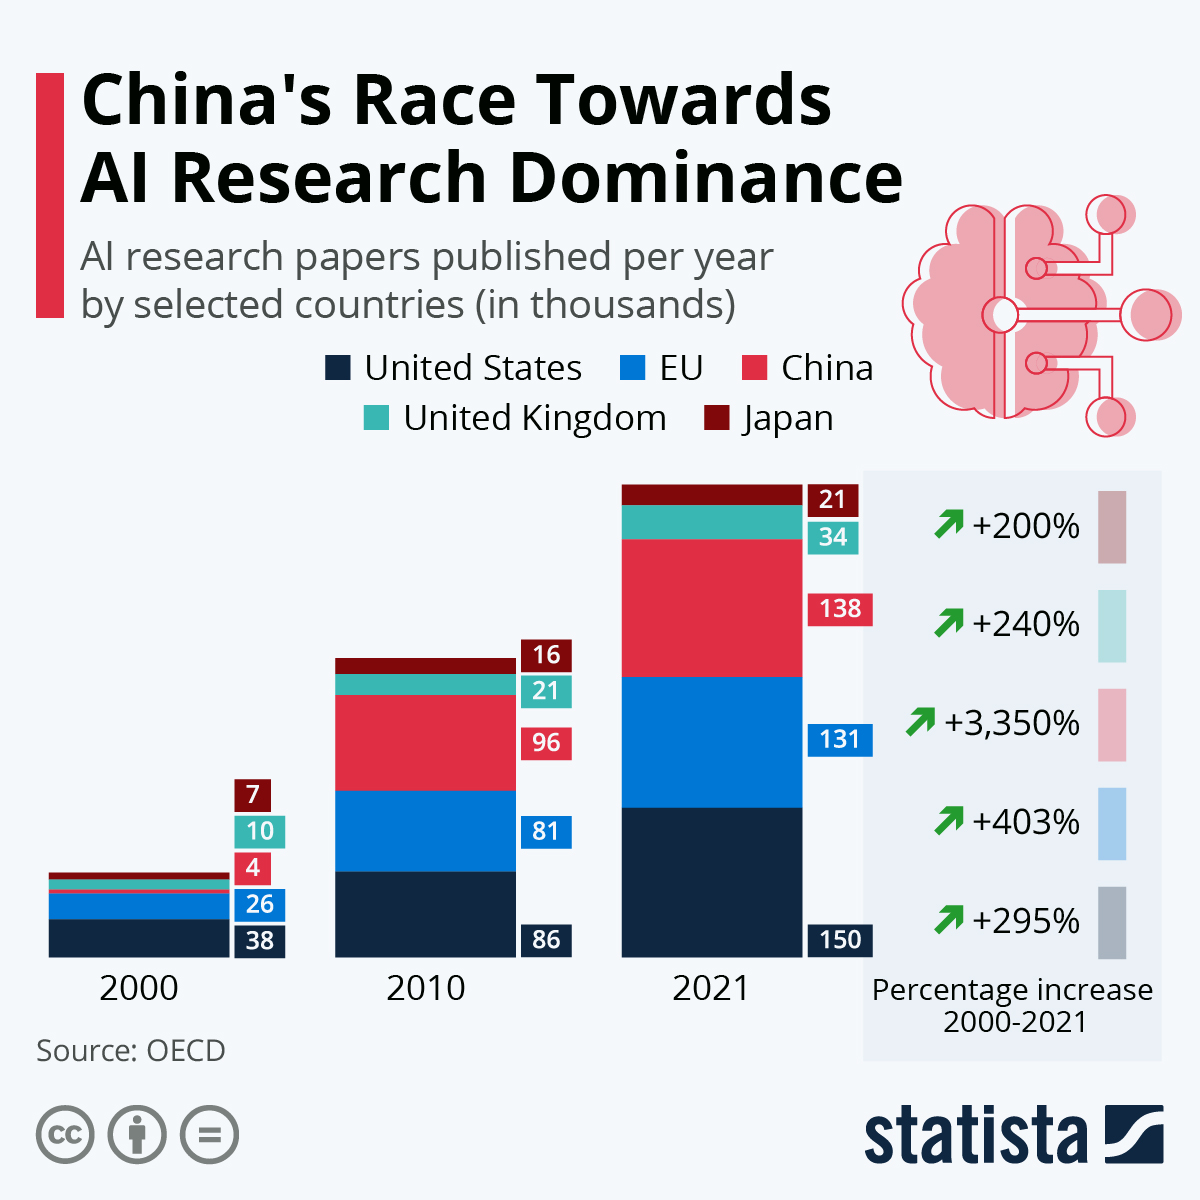 China's Race Towards
AI Research Dominance
AI research papers published per year
by selected countries (in thousands)
United States EU China
United Kingdom Japan
7
10
4
26
38
2000
16
21
96
81
86
2010
21
34
138
131
150
2021
+200%
+240%
+3,350%
+403%
+295%
Percentage increase
2000-2021
Source: OECD
cc
statista